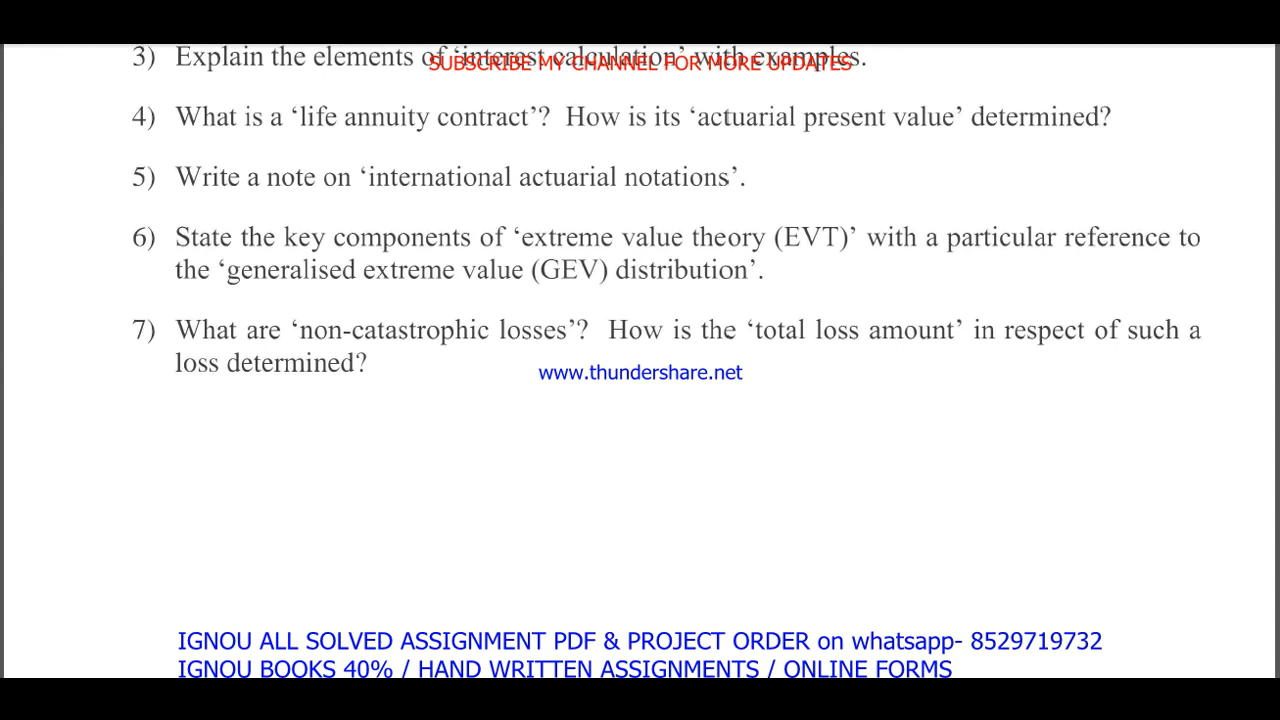 3) Explain the elements of ‘interest calculation’ with examples.
SUBSCRIBE MY CHANNEL FOR MORE UPDATES
4) What is a ‘life annuity contract’? How is its ‘actuarial present value’ determined?
5) Write a note on ‘international actuarial notations’.
6) State the key components of ‘extreme value theory (EVT)’ with a particular reference to
the ‘generalised extreme value (GEV) distribution’.
7) What are ‘non-catastrophic losses’? How is the ‘total loss amount’ in respect of such a
loss determined?
www.thundershare.net
IGNOU ALL SOLVED ASSIGNMENT PDF & PROJECT ORDER on whatsapp- 8529719732
IGNOU BOOKS 40% / HAND WRITTEN ASSIGNMENTS / ONLINE FORMS